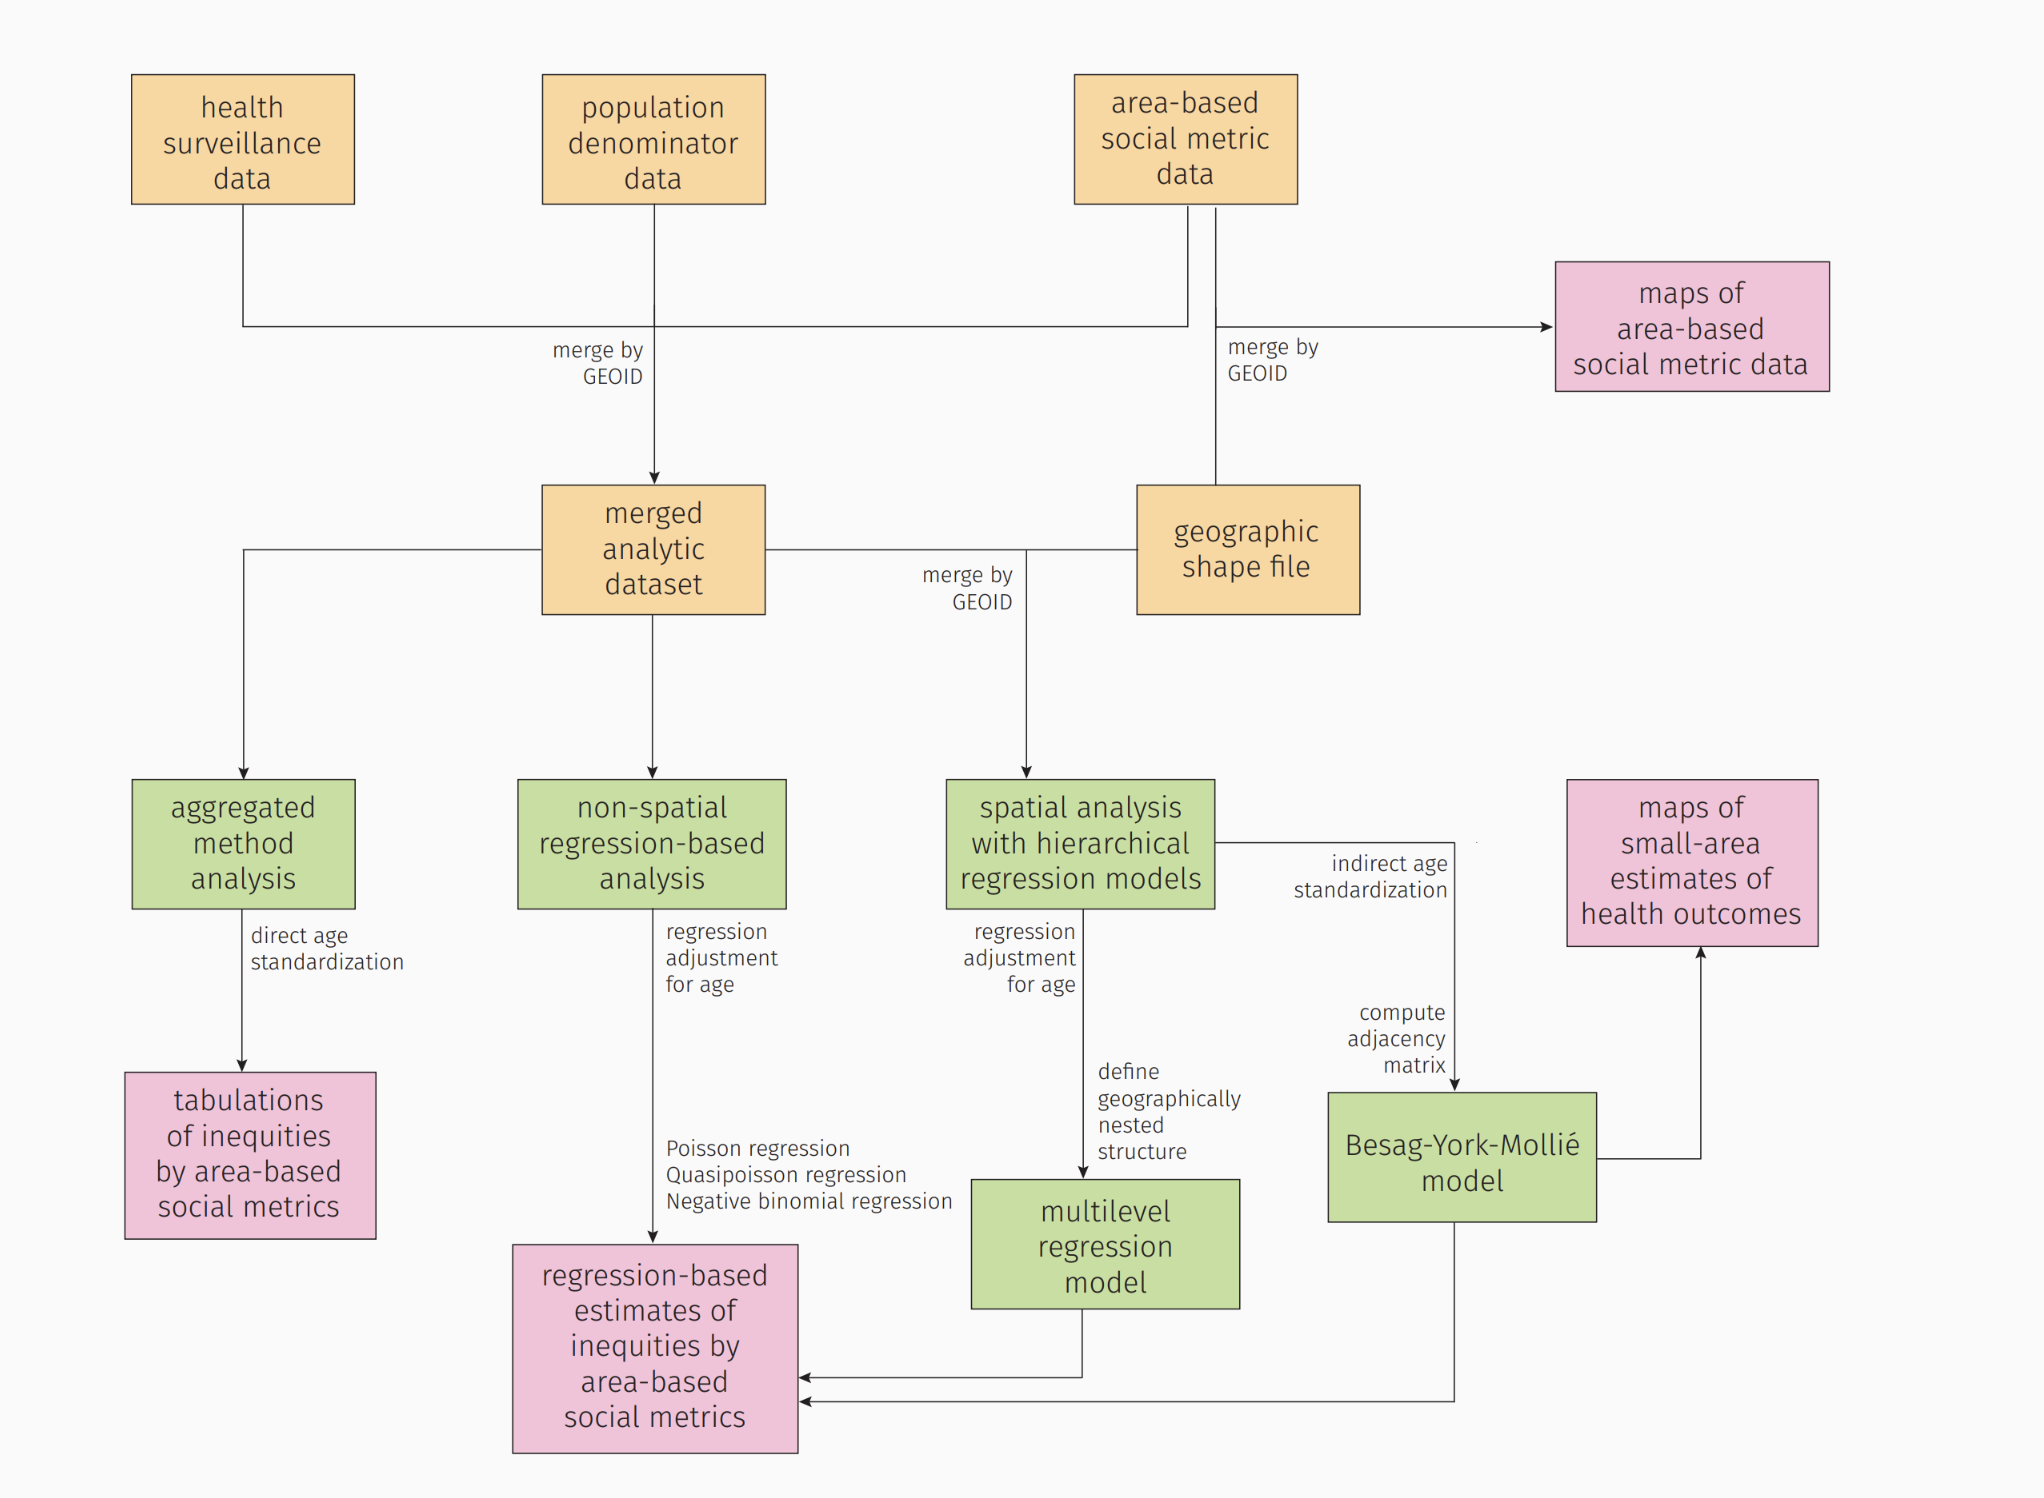 health
surveillance
data
population
denominator
data
area-based
social metric
data
maps of
area-based
social metric data
merge by
GEOID
merge by
GEOID
merged
analytic
dataset
geographic
shape file
merge by
GEOID
aggregated
method
analysis
non-spatial
regression-based
analysis
spatial analysis
with hierarchical
regression models
maps of
small-area
estimates of
health outcomes
indirect age
standardization
direct age
standardization
regression
adjustment
for age
regression
adjustment
for age
compute
adjacency
matrix
define
geographically
nested
structure
tabulations
of inequities
by area-based
social metrics
Poisson regression
Quasipoisson regression
Negative binomial regression
Besag-York-Mollié
model
multilevel
regression
model
regression-based
estimates of
inequities by
area-based
social metrics